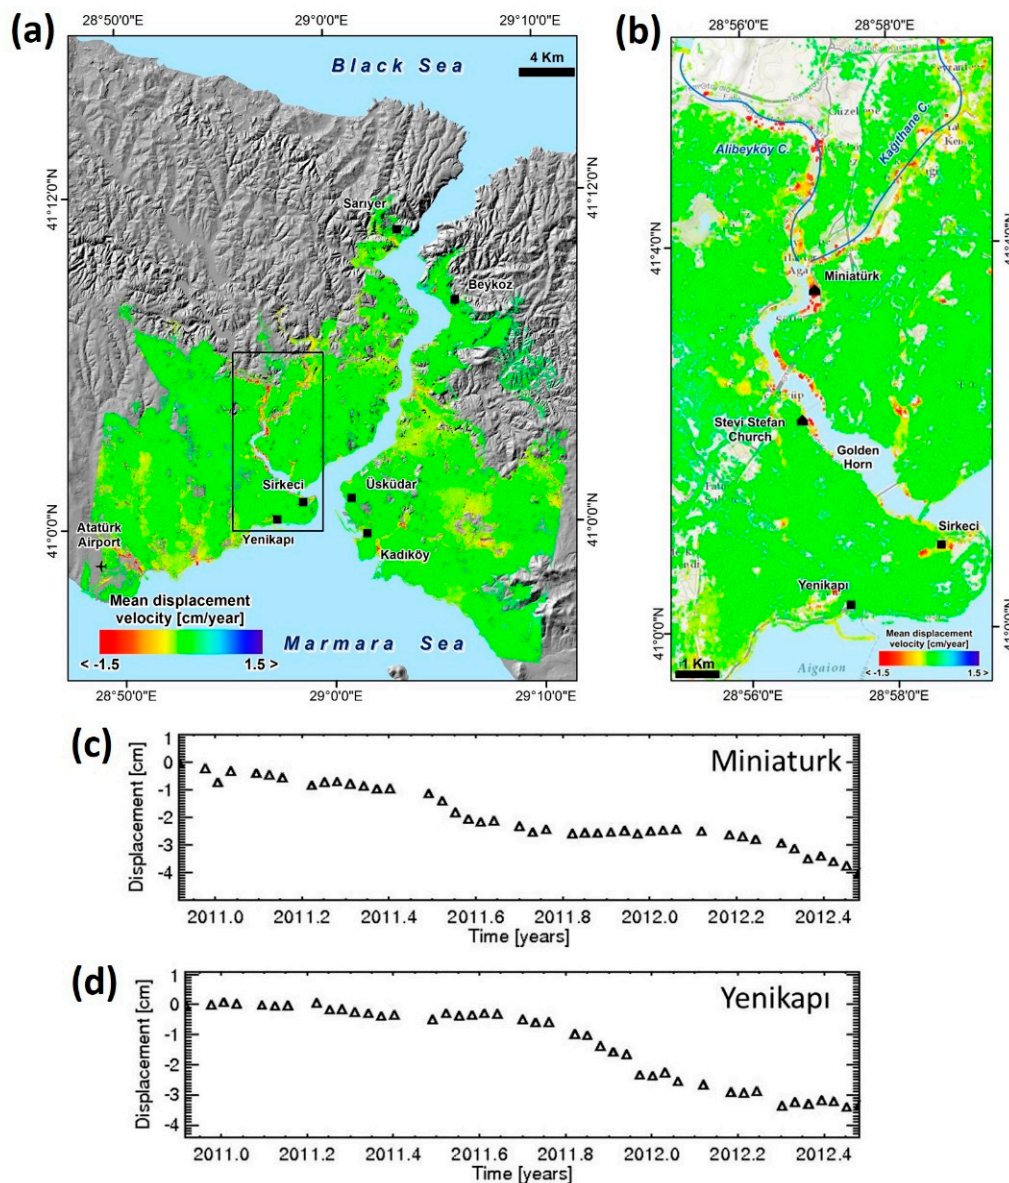 (a)
28°50'0"E
29°0'0"E
29°10'0"E
Black Sea
4 Km
41°12'0"N
Sarıyer
Beykoz
Sirkeci
Üsküdar
41°0'0"N
Atatürk
Airport
Yenikapı
Kadıköy
Mean displacement
velocity [cm/year]
< -1.5
1.5 >
Marmara Sea
28°50'0"E
29°0'0"E
29°10'0"E
(b)
28°56'0"E
28°58'0"E
Alibeyköy C.
Kağıthane C.
41°4'0"N
41°4'0"N
Miniatürk
Stevi Stefan
Church
Golden
Horn
Sirkeci
Yenikapı
41°0'0"N
41°0'0"N
Mean displacement
velocity [cm/year]
< -1.5
1.5 >
1 Km
Aigaion
28°56'0"E
28°58'0"E
(c)
Miniaturk
Displacement [cm]
1
0
-1
-2
-3
-4
2011.0 2011.2 2011.4 2011.6 2011.8 2012.0 2012.2 2012.4
Time [years]
(d)
Yenikapı
Displacement [cm]
1
0
-1
-2
-3
-4
2011.0 2011.2 2011.4 2011.6 2011.8 2012.0 2012.2 2012.4
Time [years]